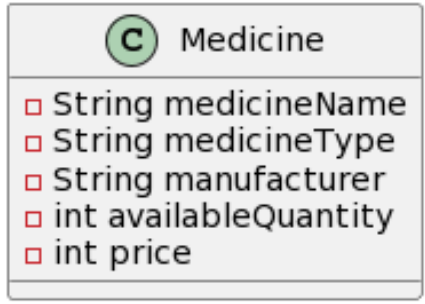 C Medicine
String medicineName
String medicineType
String manufacturer
int availableQuantity
int price